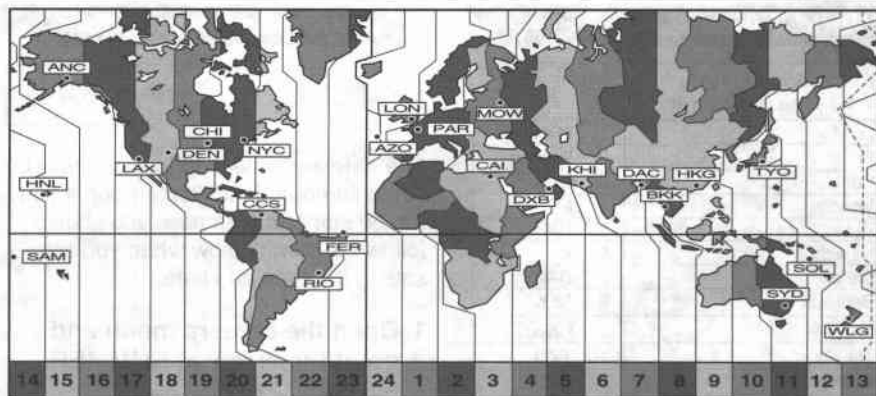 ANC
LON
MOW
CHI
PAR
DEN
NYC
AZO
LAX
CAI
KHI
DAC
HKG
TYO
HNL
CCS
DXB
BKK
FER
SAM
SOL
RIO
SYD
WLG
14 15 16 17 18 19 20 21 22 23 24 1 2 3 4 5 6 7 8 9 10 11 12 13